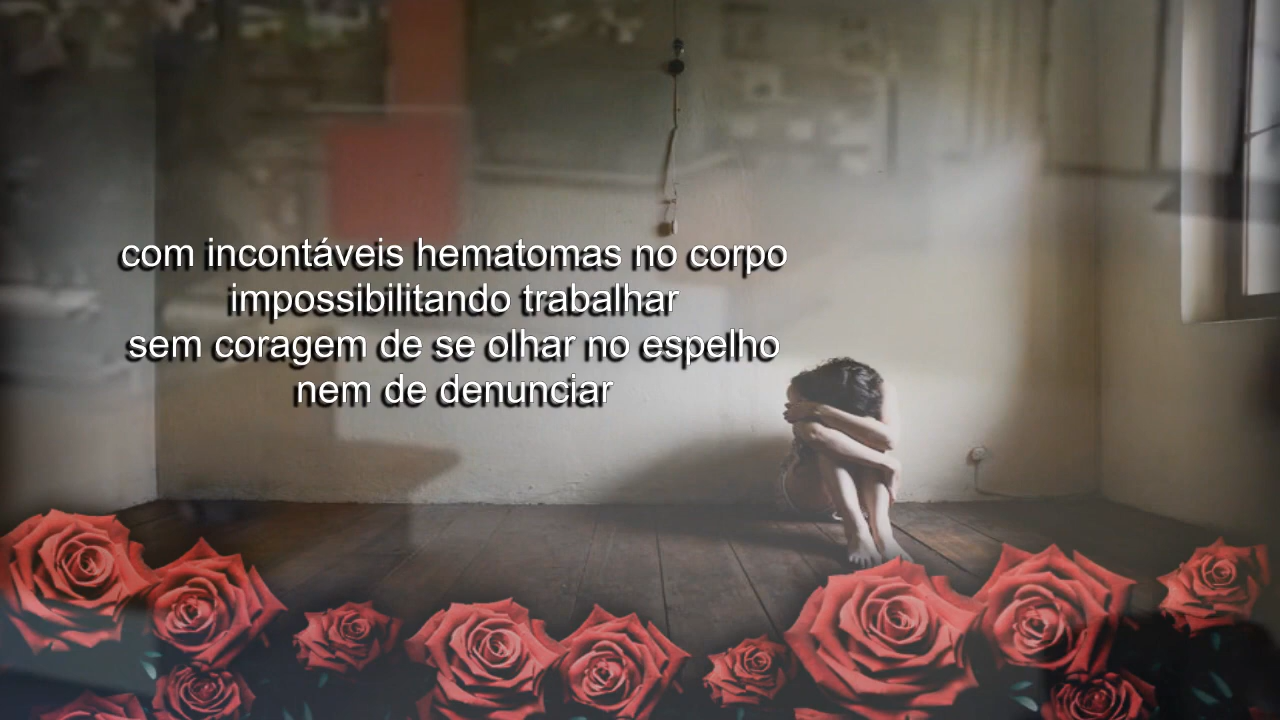 com incontáveis hematomas no corpo
impossibilitando trabalhar
sem coragem de se olhar no espelho
nem de denunciar